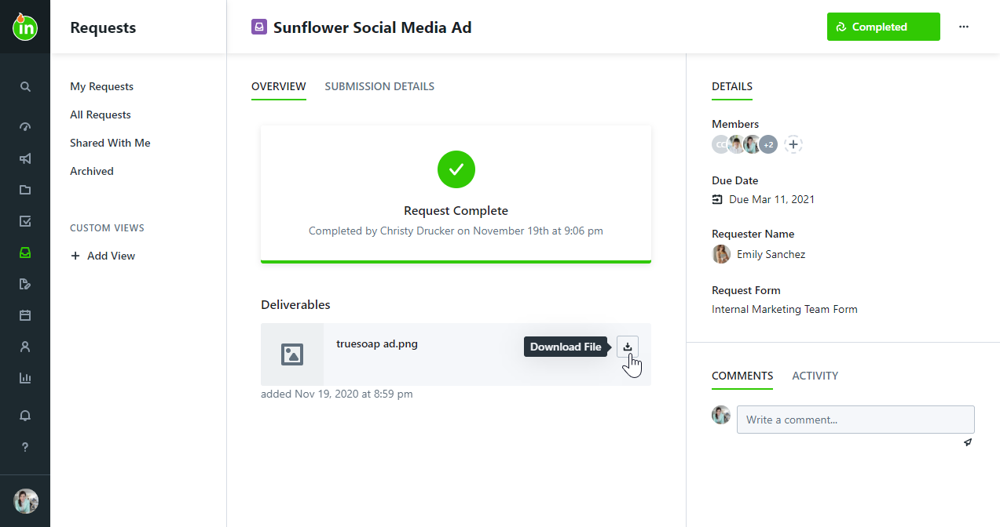 in
Requests
Sunflower Social Media Ad
Completed
My Requests
All Requests
Shared With Me
Archived
CUSTOM VIEWS
+ Add View
OVERVIEW
SUBMISSION DETAILS
Request Complete
Completed by Christy Drucker on November 19th at 9:06 pm
Deliverables
truesoap ad.png
Download File
added Nov 19, 2020 at 8:59 pm
DETAILS
Members
CC
+2
Due Date
Due Mar 11, 2021
Requester Name
Emily Sanchez
Request Form
Internal Marketing Team Form
COMMENTS
ACTIVITY
Write a comment...
?